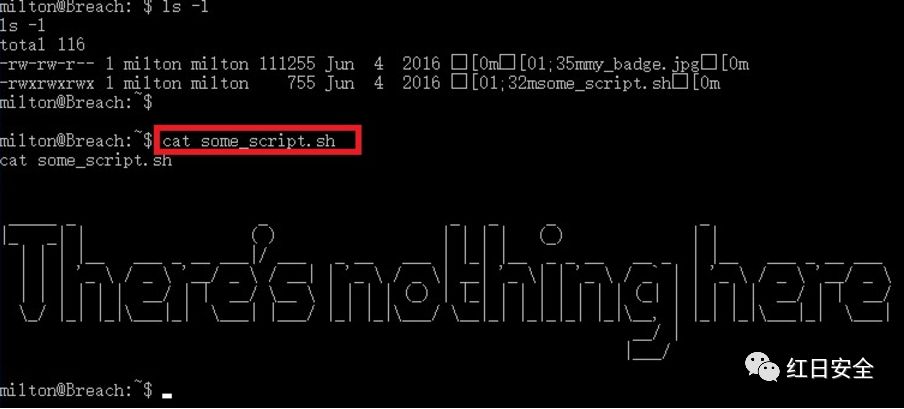 milton@Breach:~$ ls -l
ls -l
total 116
-rw-rw-r-- 1 milton milton 111255 Jun  4  2016 □[0m□[01;35mmy_badge.jpg□[0m
-rwxrwxrwx 1 milton milton    755 Jun  4  2016 □[01;32msome_script.sh□[0m
milton@Breach:~$
milton@Breach:~$ cat some_script.sh
cat some_script.sh
There's nothing here
milton@Breach:~$
红日安全